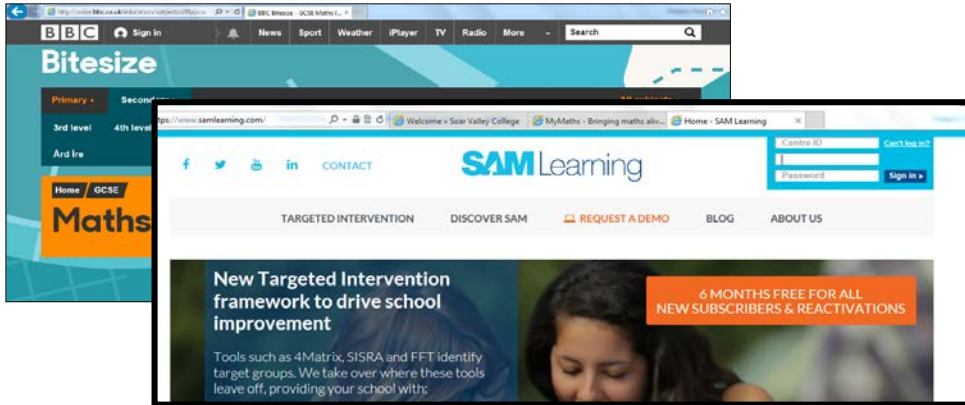 BBC Bitesize - GCSE Maths (...
BBC Sign in News Sport Weather iPlayer TV Radio More Search
Bitesize
Primary Secondary
3rd level 4th level
Ard Ire
Home / GCSE
Maths
www.samlearning.com/ Welcome » Soar Valley College MyMaths - Bringing maths aliv... Home - SAM Learning
Centre ID Can't log in?
CONTACT SAM Learning
Password Sign in
TARGETED INTERVENTION DISCOVER SAM REQUEST A DEMO BLOG ABOUT US
New Targeted Intervention
framework to drive school
improvement
Tools such as 4Matrix, SISRA and FFT identify
target groups. We take over where these tools
leave off, providing your school with:
6 MONTHS FREE FOR ALL
NEW SUBSCRIBERS & REACTIVATIONS